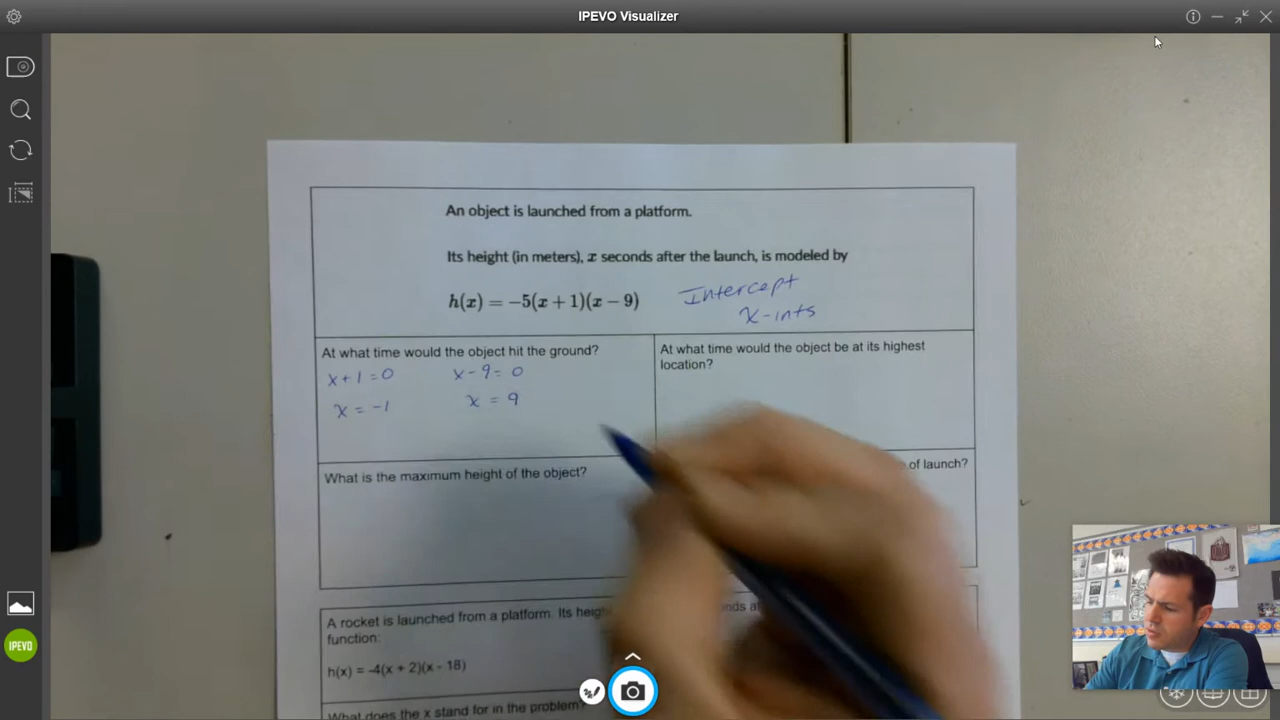 IPEVO Visualizer
An object is launched from a platform.
Its height (in meters), x seconds after the launch, is modeled by
h(x) = −5(x + 1)(x − 9)
Intercept
x-ints
At what time would the object hit the ground?
x+1=0 x-9=0
x = -1 x = 9
At what time would the object be at its highest
location?
What is the maximum height of the object?
of launch?
A rocket is launched from a platform. Its
function:
h(x) = -4(x + 2)(x - 18)
What does the x stand for in the problem?
IPEVO